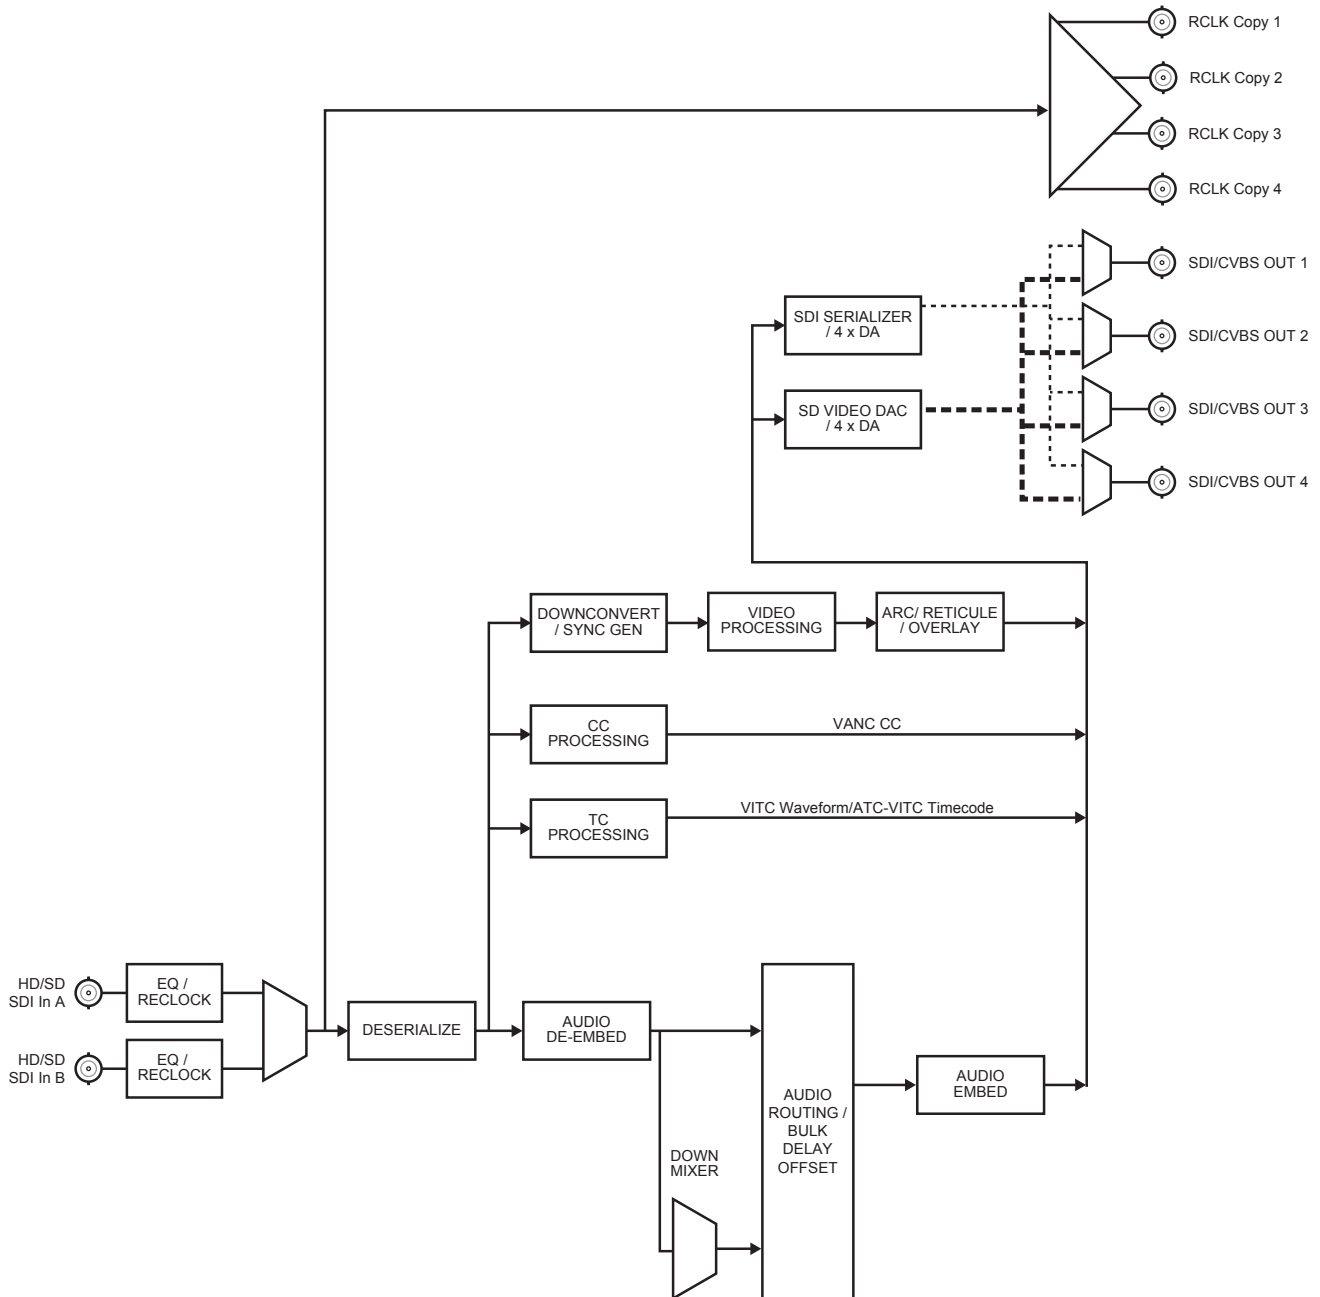 RCLK Copy 1
RCLK Copy 2
RCLK Copy 3
RCLK Copy 4
SDI/CVBS OUT 1
SDI SERIALIZER
/ 4 x DA
SDI/CVBS OUT 2
SD VIDEO DAC
/ 4 x DA
SDI/CVBS OUT 3
SDI/CVBS OUT 4
DOWNCONVERT
/ SYNC GEN
VIDEO
PROCESSING
ARC/ RETICULE
/ OVERLAY
CC
PROCESSING
VANC CC
TC
PROCESSING
VITC Waveform/ATC-VITC Timecode
HD/SD
SDI In A
EQ /
RECLOCK
HD/SD
SDI In B
EQ /
RECLOCK
DESERIALIZE
AUDIO
DE-EMBED
DOWN
MIXER
AUDIO
ROUTING /
BULK
DELAY
OFFSET
AUDIO
EMBED